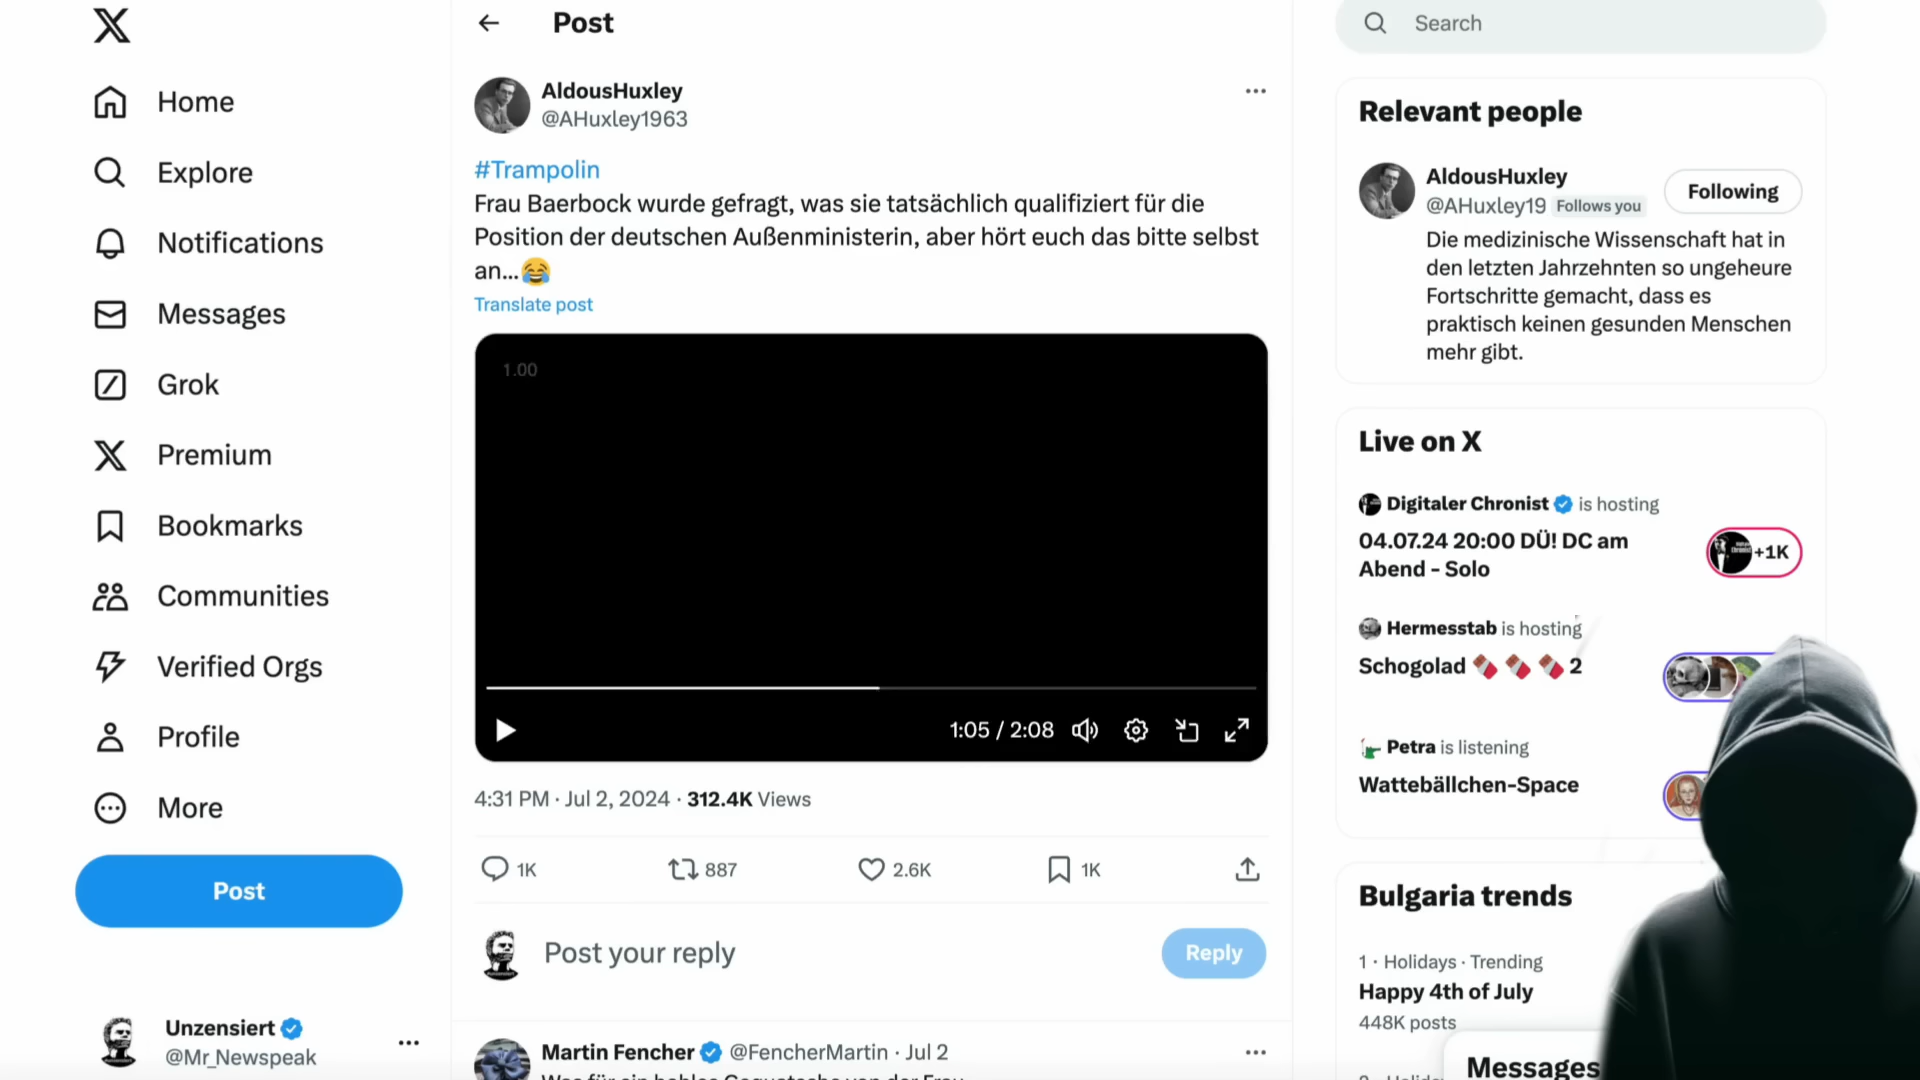 Home
Explore
Notifications
Messages
Grok
Premium
Bookmarks
Communities
Verified Orgs
Profile
More
Post
Unzensiert
@Mr_Newspeak
Post
AldousHuxley
@AHuxley1963
#Trampolin
Frau Baerbock wurde gefragt, was sie tatsächlich qualifiziert für die
Position der deutschen Außenministerin, aber hört euch das bitte selbst
an...😂
Translate post
1.00
1:05 / 2:08
4:31 PM · Jul 2, 2024 · 312.4K Views
1K 887 2.6K 1K
Post your reply
Reply
Martin Fencher @FencherMartin · Jul 2
Search
Relevant people
AldousHuxley
@AHuxley19 Follows you
Following
Die medizinische Wissenschaft hat in
den letzten Jahrzehnten so ungeheure
Fortschritte gemacht, dass es
praktisch keinen gesunden Menschen
mehr gibt.
Live on X
Digitaler Chronist is hosting
04.07.24 20:00 DÜ! DC am
Abend - Solo
+1K
Hermesstab is hosting
Schogolad 🍫 🍫 🍫 2
Petra is listening
Wattebällchen-Space
Bulgaria trends
1 · Holidays · Trending
Happy 4th of July
448K posts
Messages